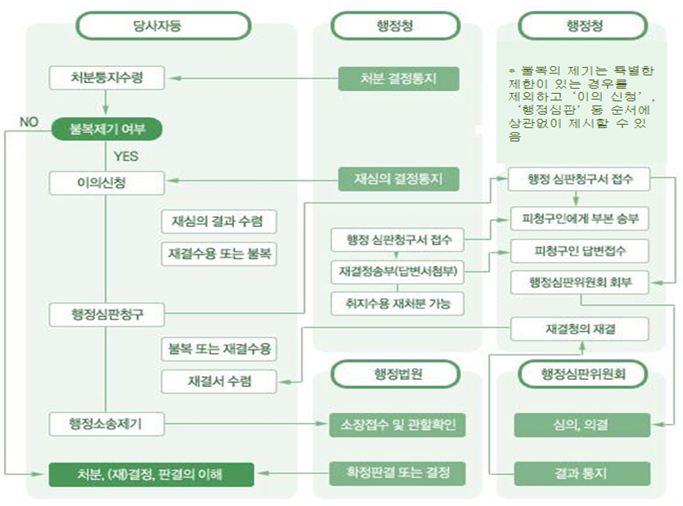 당사자등
처분통지수령
NO
불복제기 여부
YES
이의신청
재심의 결과 수렴
재결수용 또는 불복
행정심판청구
불복 또는 재결수용
재결서 수렴
행정소송제기
처분, (재)결정, 판결의 이해
행정청
처분 결정통지
재심의 결정통지
행정 심판청구서 접수
재결정송부(답변서첨부)
취지수용 재처분 가능
행정법원
소장접수 및 관할확인
확정판결 또는 결정
행정청
* 불복의 제기는 특별한
제한이 있는 경우를
제외하고 ‘이의 신청’,
‘행정심판’ 등 순서에
상관없이 제시할 수 있
음
행정 심판청구서 접수
피청구인에게 부본 송부
피청구인 답변접수
행정심판위원회 회부
재결청의 재결
행정심판위원회
심의, 의결
결과 통지